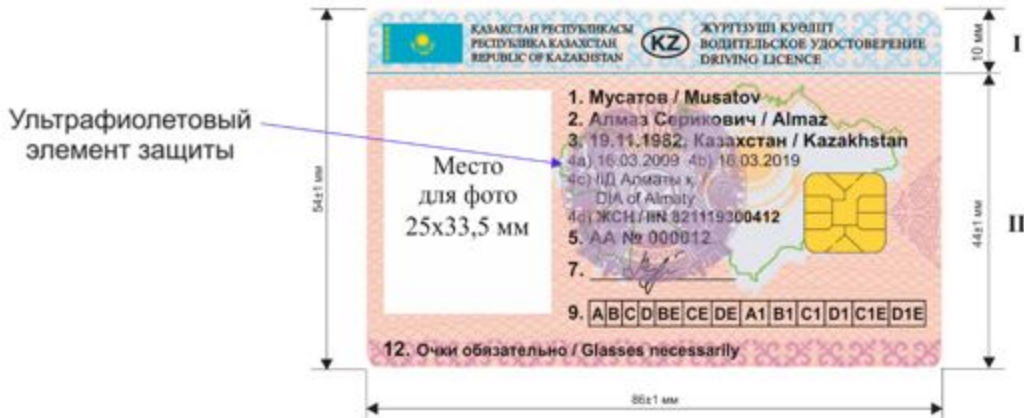 ҚАЗАҚСТАН РЕСПУБЛИКАСЫ
РЕСПУБЛИКА КАЗАХСТАН
REPUBLIC OF KAZAKHSTAN
KZ
ЖҮРГІЗУШІ КУӘЛІГІ
ВОДИТЕЛЬСКОЕ УДОСТОВЕРЕНИЕ
DRIVING LICENCE
10 мм
I
Ультрафиолетовый
элемент защиты
54±1 мм
Место
для фото
25х33,5 мм
1. Мусатов / Musatov
2. Алмаз Серикович / Almaz
3. 19.11.1982, Казахстан / Kazakhstan
4a) 16.03.2009 4b) 16.03.2019
4c) ІІД Алматы қ. /
DIA of Almaty
4d) ЖСН / IIN 821119300412
5. AA № 000012
7.
9. A B C D BE CE DE A1 B1 C1 D1 C1E D1E
12. Очки обязательно / Glasses necessarily
44±1 мм
II
86±1 мм